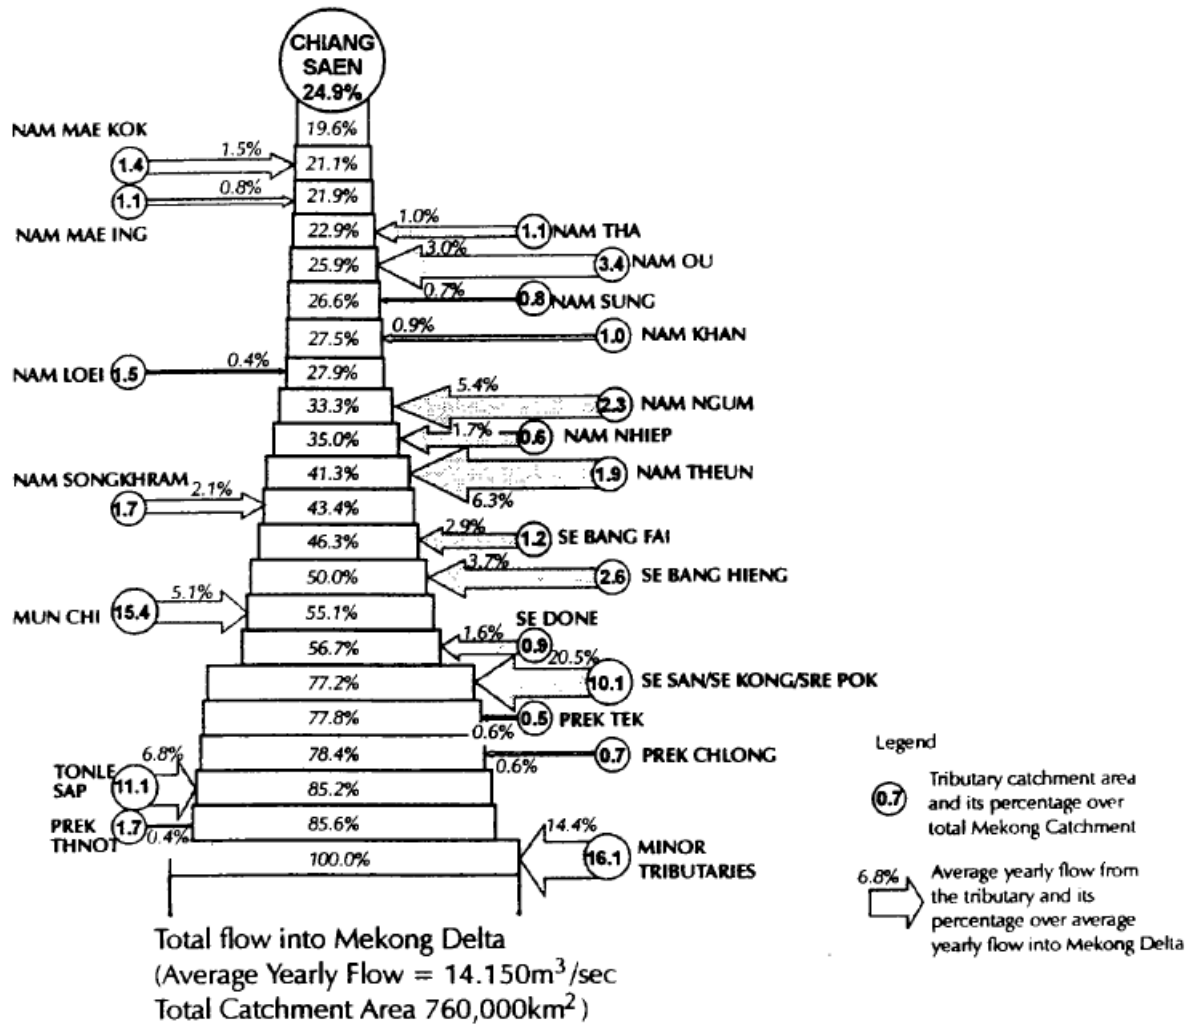 CHIANG
SAEN
24.9%
19.6%
NAM MAE KOK
1.4
1.5%
21.1%
1.1
0.8%
21.9%
NAM MAE ING
22.9%
1.0%
1.1
NAM THA
25.9%
3.0%
3.4
NAM OU
26.6%
0.7%
0.8
NAM SUNG
27.5%
0.9%
1.0
NAM KHAN
NAM LOEI
1.5
0.4%
27.9%
33.3%
5.4%
2.3
NAM NGUM
35.0%
1.7%
0.6
NAM NHIEP
41.3%
6.3%
1.9
NAM THEUN
NAM SONGKHRAM
1.7
2.1%
43.4%
46.3%
2.9%
1.2
SE BANG FAI
50.0%
3.7%
2.6
SE BANG HIENG
MUN CHI
15.4
5.1%
55.1%
SE DONE
56.7%
1.6%
0.9
77.2%
20.5%
10.1
SE SAN/SE KONG/SRE POK
77.8%
0.6%
0.5
PREK TEK
78.4%
0.6%
0.7
PREK CHLONG
TONLE
SAP
11.1
6.8%
85.2%
PREK
THNOT
1.7
0.4%
85.6%
100.0%
14.4%
16.1
MINOR
TRIBUTARIES
Legend
0.7
Tributary catchment area
and its percentage over
total Mekong Catchment
6.8%
Average yearly flow from
the tributary and its
percentage over average
yearly flow into Mekong Delta
Total flow into Mekong Delta
(Average Yearly Flow = 14.150m³/sec
Total Catchment Area 760,000km²)